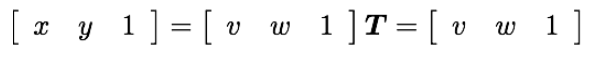 [ x y 1 ] = [ v w 1 ] T = [ v w 1 ]